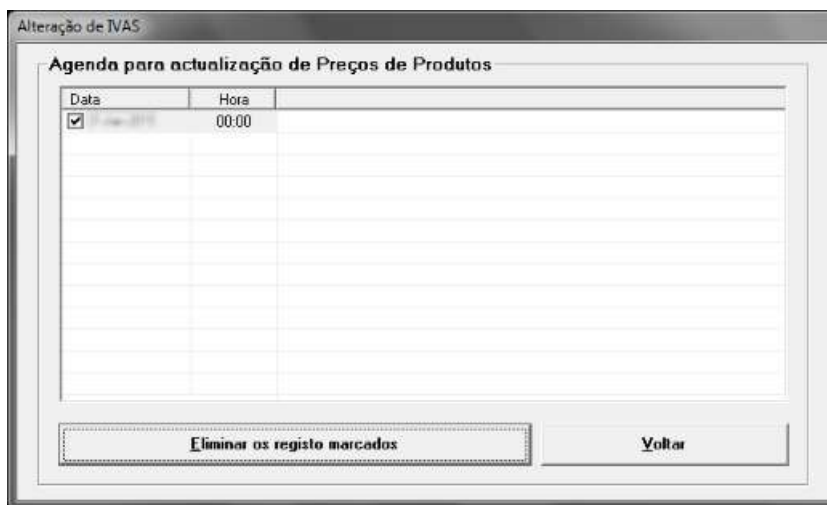 Alteração de IVAS
Agenda para actualização de Preços de Produtos
Data Hora
00:00
Eliminar os registo marcados Voltar